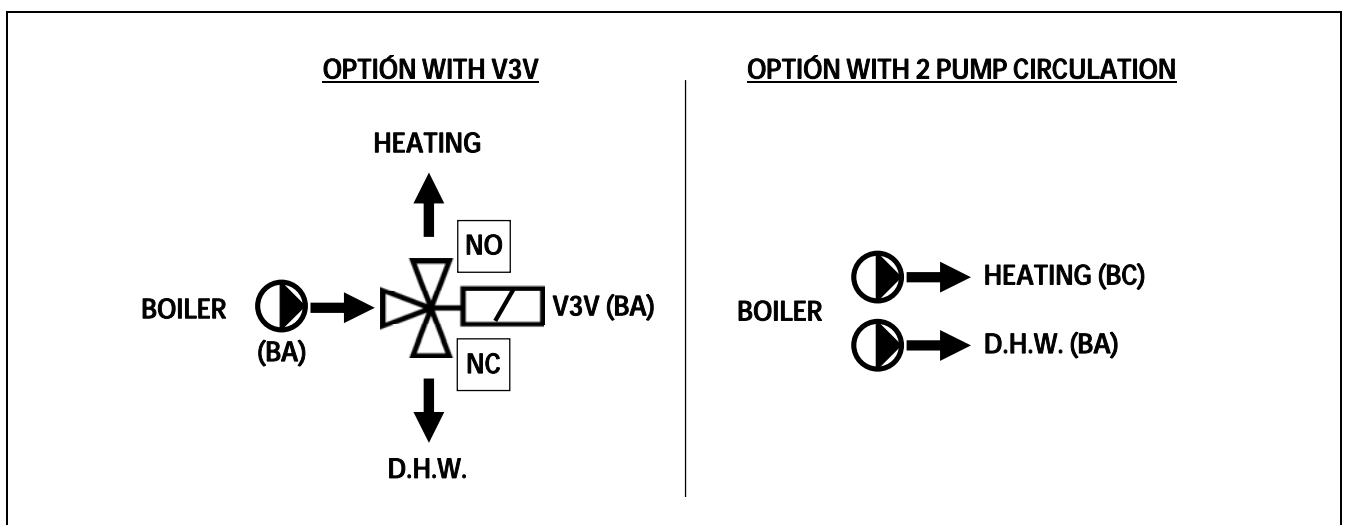 OPTIÓN WITH V3V
HEATING
NO
BOILER
V3V (BA)
(BA)
NC
D.H.W.
OPTIÓN WITH 2 PUMP CIRCULATION
HEATING (BC)
BOILER
D.H.W. (BA)